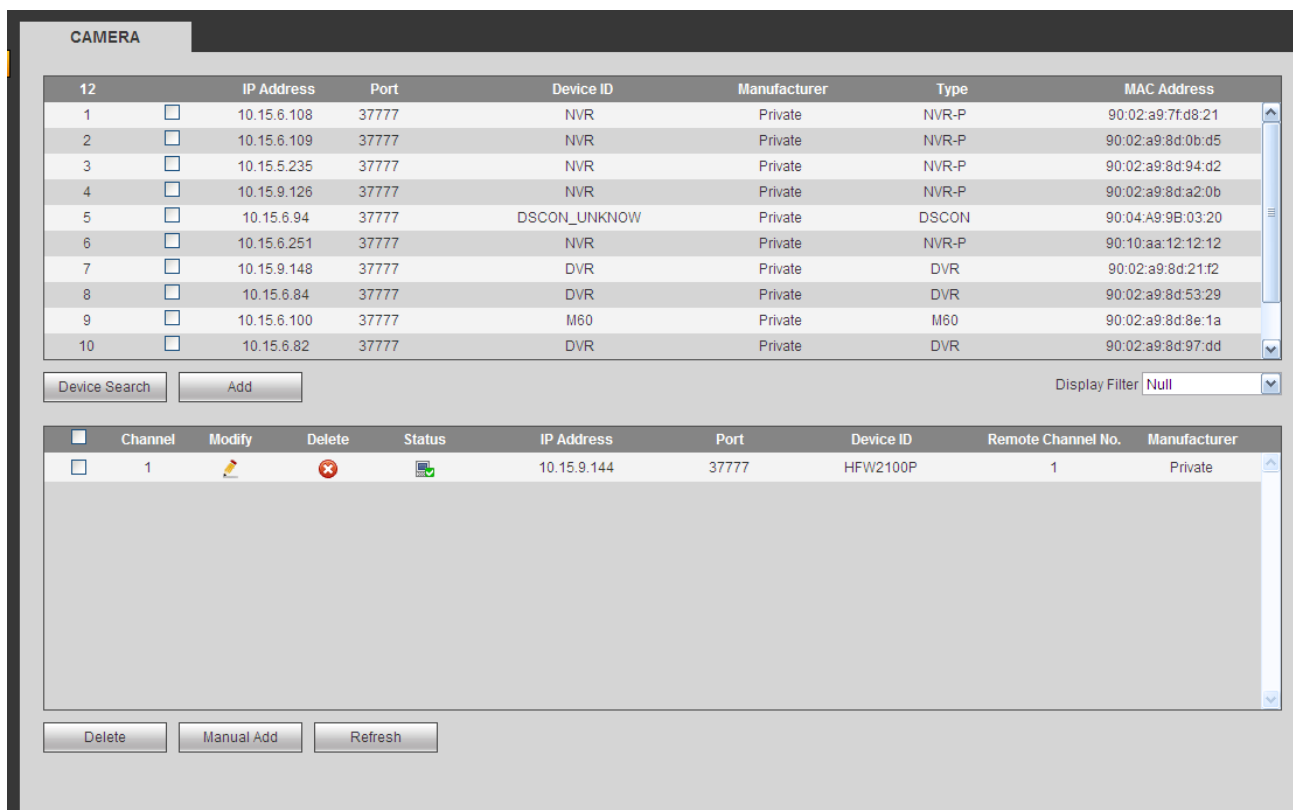 CAMERA
12 IP Address Port Device ID Manufacturer Type MAC Address
1 10.15.6.108 37777 NVR Private NVR-P 90:02:a9:7f:d8:21
2 10.15.6.109 37777 NVR Private NVR-P 90:02:a9:8d:0b:d5
3 10.15.5.235 37777 NVR Private NVR-P 90:02:a9:8d:94:d2
4 10.15.9.126 37777 NVR Private NVR-P 90:02:a9:8d:a2:0b
5 10.15.6.94 37777 DSCON_UNKNOW Private DSCON 90:04:A9:9B:03:20
6 10.15.6.251 37777 NVR Private NVR-P 90:10:aa:12:12:12
7 10.15.9.148 37777 DVR Private DVR 90:02:a9:8d:21:f2
8 10.15.6.84 37777 DVR Private DVR 90:02:a9:8d:53:29
9 10.15.6.100 37777 M60 Private M60 90:02:a9:8d:8e:1a
10 10.15.6.82 37777 DVR Private DVR 90:02:a9:8d:97:dd
Device Search Add Display Filter Null
Channel Modify Delete Status IP Address Port Device ID Remote Channel No. Manufacturer
1 10.15.9.144 37777 HFW2100P 1 Private
Delete Manual Add Refresh